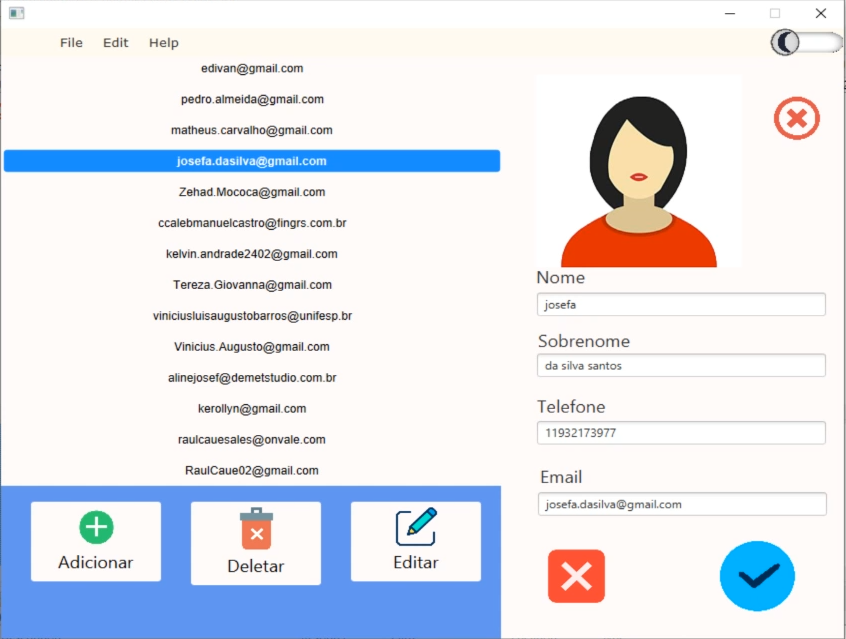 File Edit Help
edivan@gmail.com
pedro.almeida@gmail.com
matheus.carvalho@gmail.com
josefa.dasilva@gmail.com
Zehad.Mococa@gmail.com
ccalebmanuelcastro@fingrs.com.br
kelvin.andrade2402@gmail.com
Tereza.Giovanna@gmail.com
viniciusluisaugustobarros@unifesp.br
Vinicius.Augusto@gmail.com
alinejosef@demetstudio.com.br
kerollyn@gmail.com
raulcauesales@onvale.com
RaulCaue02@gmail.com
Adicionar
Deletar
Editar
Nome
josefa
Sobrenome
da silva santos
Telefone
11932173977
Email
josefa.dasilva@gmail.com